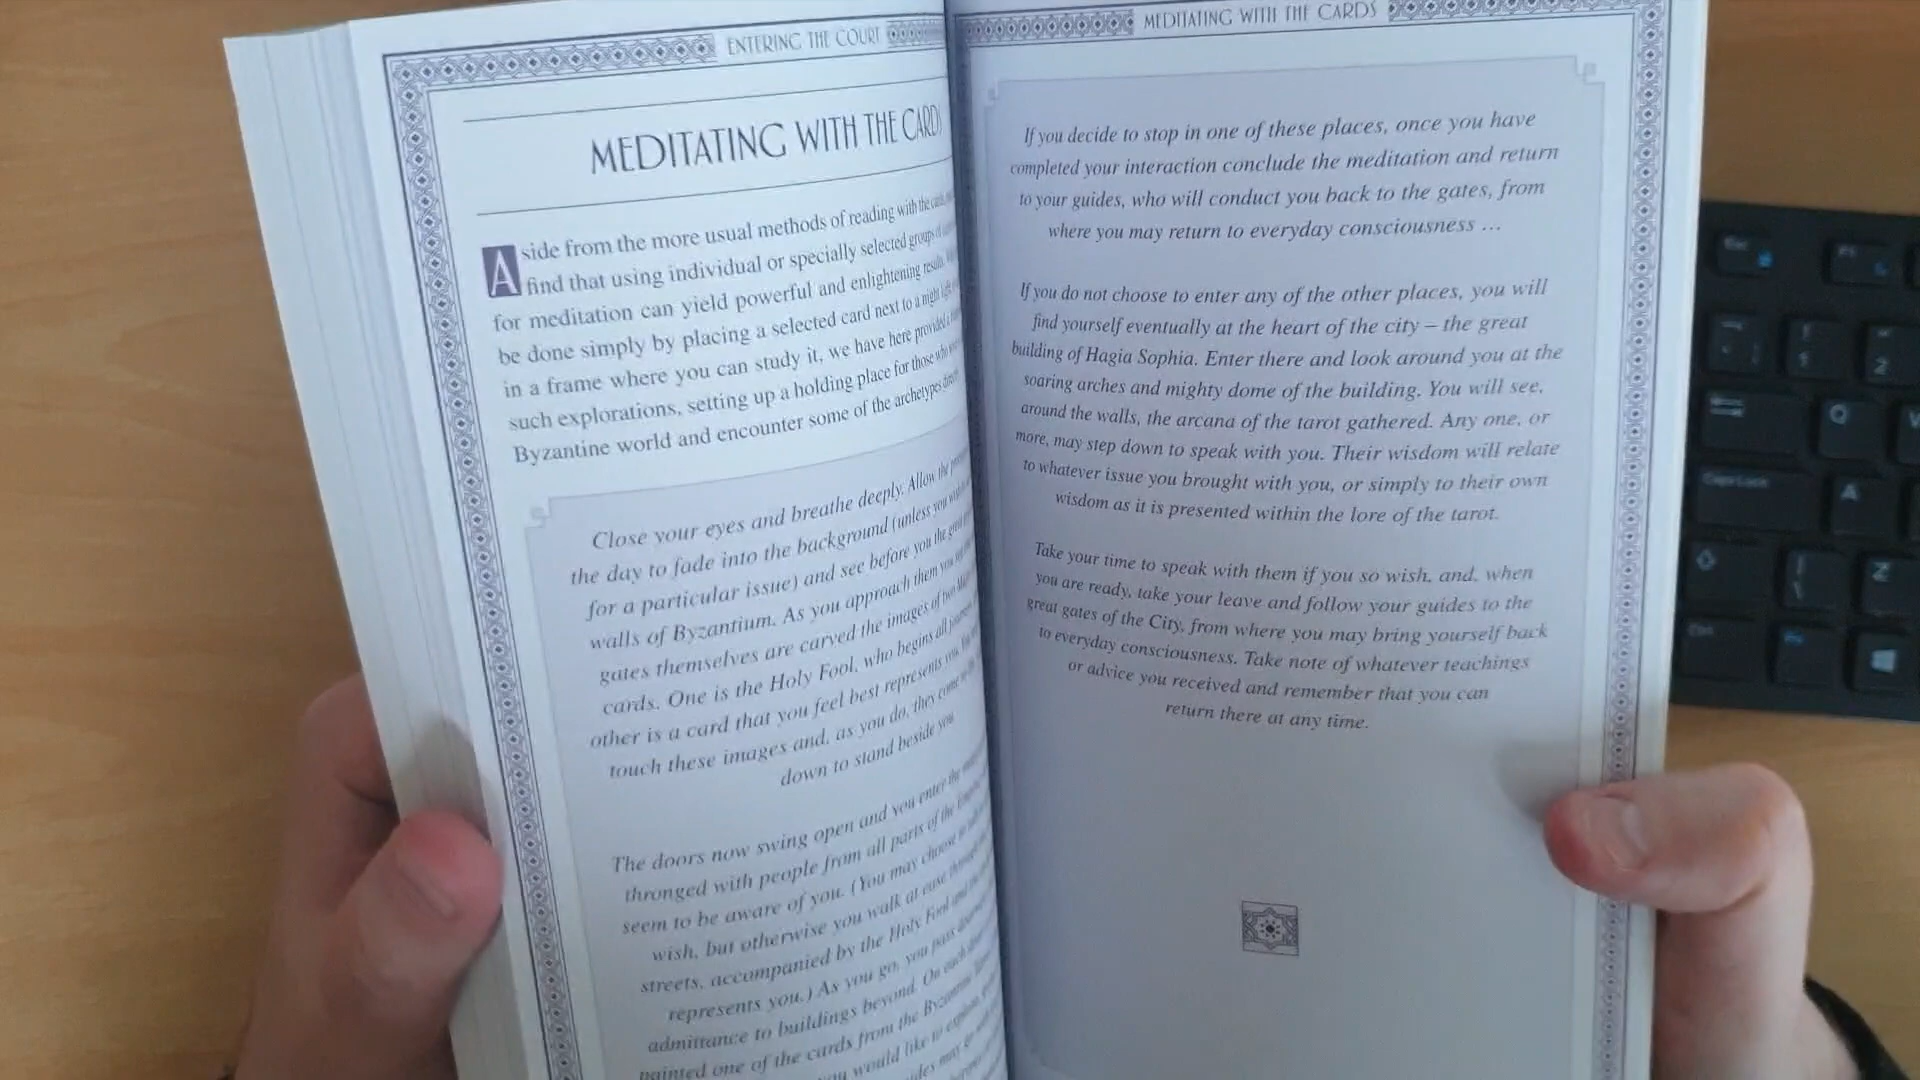 ENTERING THE COURT
MEDITATING WITH THE CARDS
Aside from the more usual methods of reading with the cards,
find that using individual or specially selected groups of
for meditation can yield powerful and enlightening results.
be done simply by placing a selected card next to a night light
in a frame where you can study it, we have here provided a
such explorations, setting up a holding place for those who
Byzantine world and encounter some of the archetypes
Close your eyes and breathe deeply. Allow the
the day to fade into the background (unless you
for a particular issue) and see before you the great
walls of Byzantium. As you approach them you
gates themselves are carved the images of two
cards. One is the Holy Fool, who begins all
other is a card that you feel best represents you.
touch these images and, as you do, they come
down to stand beside you
The doors now swing open and you enter the
thronged with people from all parts of the
seem to be aware of you. (You may choose to
wish, but otherwise you walk at ease through
streets, accompanied by the Holy Fool and
represents you.) As you go, you pass
admittance to buildings beyond. On each
painted one of the cards from the Byzantine
you would like to
may
MEDITATING WITH THE CARDS
If you decide to stop in one of these places, once you have
completed your interaction conclude the meditation and return
to your guides, who will conduct you back to the gates, from
where you may return to everyday consciousness ...
If you do not choose to enter any of the other places, you will
find yourself eventually at the heart of the city – the great
building of Hagia Sophia. Enter there and look around you at the
soaring arches and mighty dome of the building. You will see,
around the walls, the arcana of the tarot gathered. Any one, or
more, may step down to speak with you. Their wisdom will relate
to whatever issue you brought with you, or simply to their own
wisdom as it is presented within the lore of the tarot.
Take your time to speak with them if you so wish, and, when
you are ready, take your leave and follow your guides to the
great gates of the City, from where you may bring yourself back
to everyday consciousness. Take note of whatever teachings
or advice you received and remember that you can
return there at any time.
Esc
Q
Caps Lock
A
Z
Ctrl